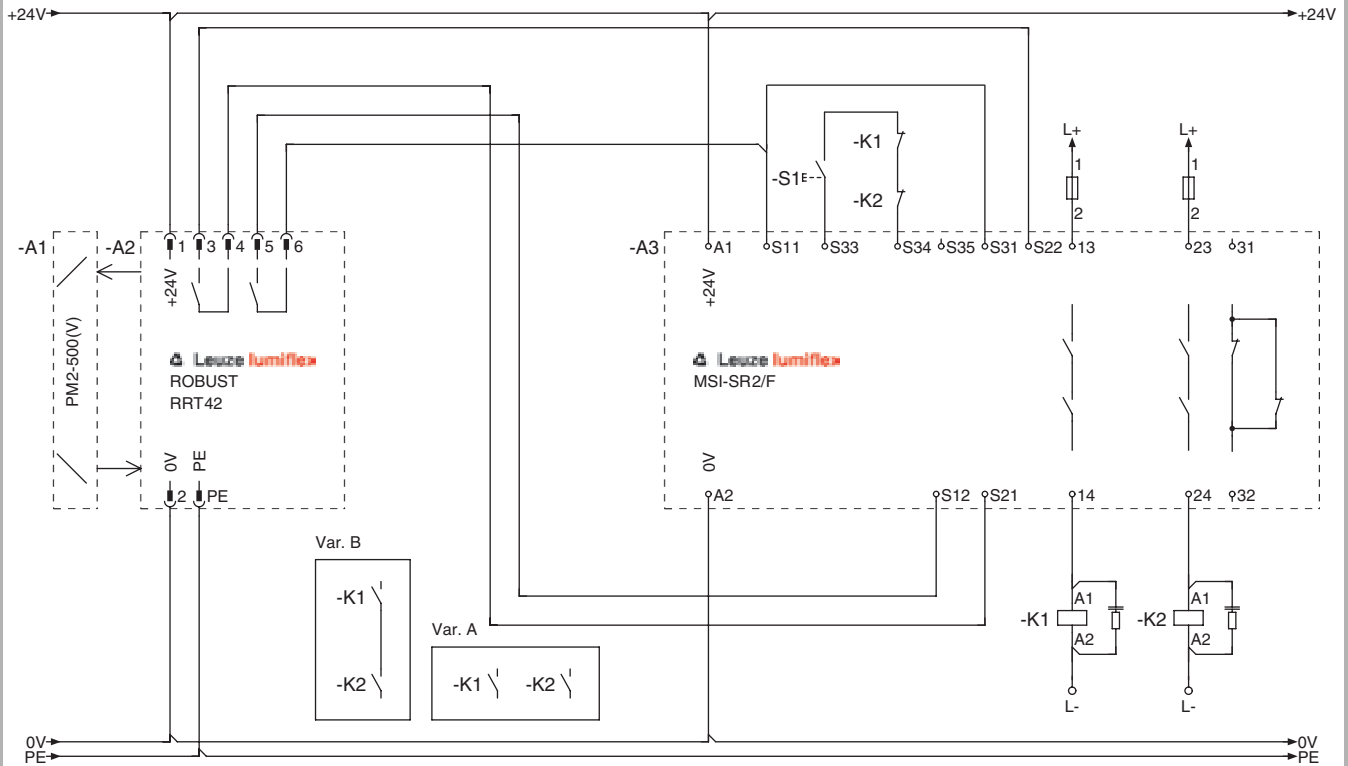 +24V +24V
L+ L+
-K1
1 1
-S1E
-K2
2 2
-A1 -A2 1 3 4 5 6 -A3 A1 S11 S33 S34 S35 S31 S22 13 23 31
+24V +24V
PM2-500(V)
Leuze lumiflex Leuze lumiflex
ROBUST MSI-SR2/F
RRT42
0V PE 0V
2 PE A2 S12 S21 14 24 32
Var. B
-K1
A1 A1
-K1 -K2
Var. A
A2 A2
-K2 -K1 -K2
L- L-
0V 0V
PE PE